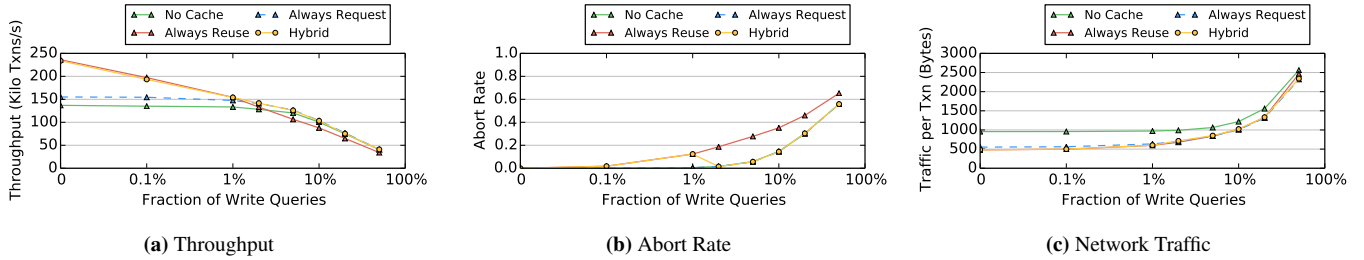 No Cache
Always Request
Always Reuse
Hybrid
Throughput (Kilo Txns/s)
250
200
150
100
50
0
0
0.1%
1%
10%
100%
Fraction of Write Queries
(a) Throughput
No Cache
Always Request
Always Reuse
Hybrid
Abort Rate
1.0
0.8
0.6
0.4
0.2
0.0
0
0.1%
1%
10%
100%
Fraction of Write Queries
(b) Abort Rate
No Cache
Always Request
Always Reuse
Hybrid
Traffic per Txn (Bytes)
3000
2500
2000
1500
1000
500
0
0
0.1%
1%
10%
100%
Fraction of Write Queries
(c) Network Traffic